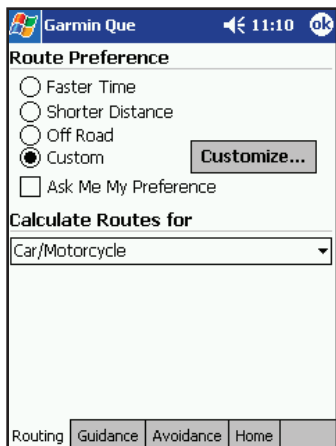 Garmin Que 11:10 ok
Route Preference
Faster Time
Shorter Distance
Off Road
Custom Customize...
Ask Me My Preference
Calculate Routes for
Car/Motorcycle
Routing Guidance Avoidance Home